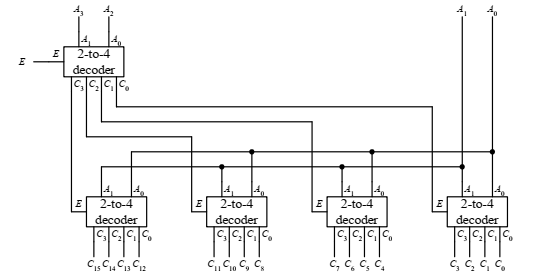 A₃ A₂ A₁ A₀
A₁ A₀
E E 2-to-4
decoder
C₃ C₂ C₁ C₀
A₁ A₀ A₁ A₀ A₁ A₀ A₁ A₀
E 2-to-4 E 2-to-4 E 2-to-4 E 2-to-4
decoder decoder decoder decoder
C₃ C₂ C₁ C₀ C₃ C₂ C₁ C₀ C₃ C₂ C₁ C₀ C₃ C₂ C₁ C₀
C₁₅ C₁₄ C₁₃ C₁₂ C₁₁ C₁₀ C₉ C₈ C₇ C₆ C₅ C₄ C₃ C₂ C₁ C₀